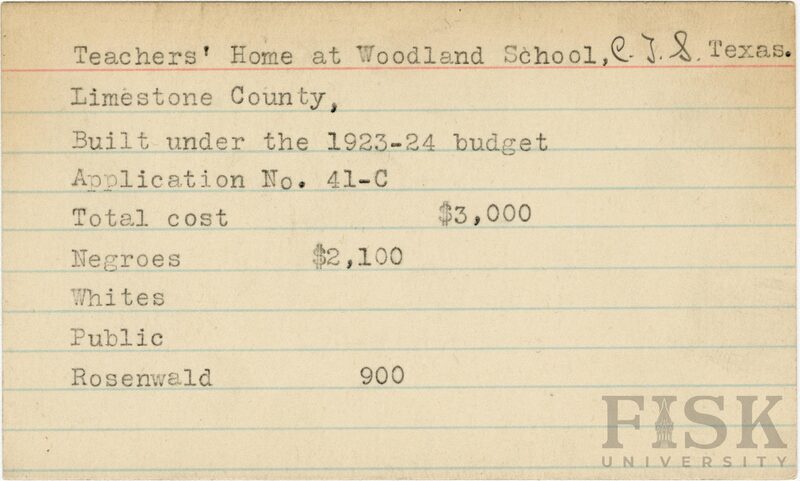 Teachers' Home at Woodland School, C. T. S. Texas.
Limestone County,
Built under the 1923-24 budget
Application No. 41-C
Total cost $3,000
Negroes $2,100
Whites
Public
Rosenwald 900
FISK
UNIVERSITY